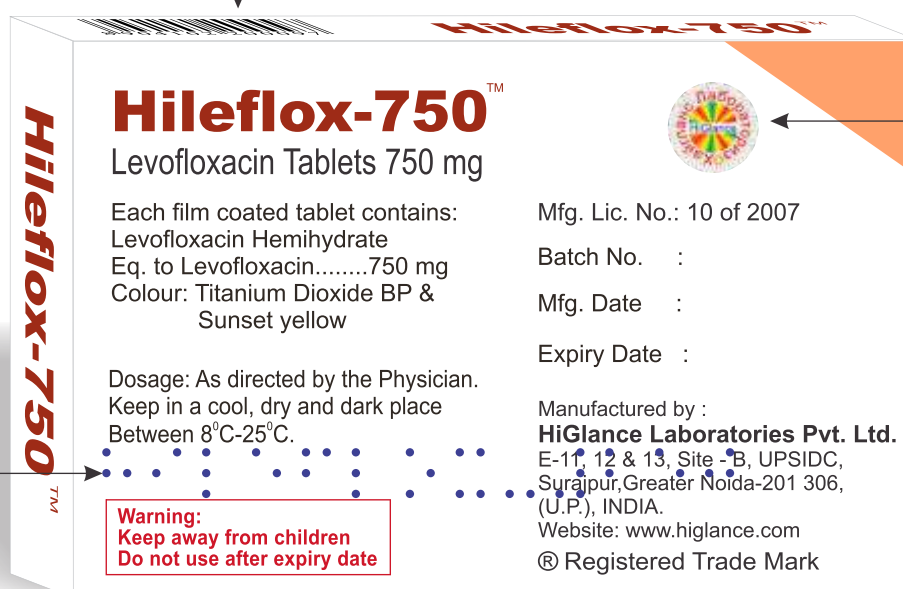 Hileflox-750™
Hileflox-750™
Hileflox-750™
Levofloxacin Tablets 750 mg
Each film coated tablet contains:
Levofloxacin Hemihydrate
Eq. to Levofloxacin........750 mg
Colour: Titanium Dioxide BP &
Sunset yellow
Dosage: As directed by the Physician.
Keep in a cool, dry and dark place
Between 8⁰C-25⁰C.
Warning:
Keep away from children
Do not use after expiry date
HiGlance
Mfg. Lic. No.: 10 of 2007
Batch No. :
Mfg. Date :
Expiry Date :
Manufactured by :
HiGlance Laboratories Pvt. Ltd.
E-11, 12 & 13, Site - B, UPSIDC,
Surajpur,Greater Noida-201 306,
(U.P.), INDIA.
Website: www.higlance.com
® Registered Trade Mark